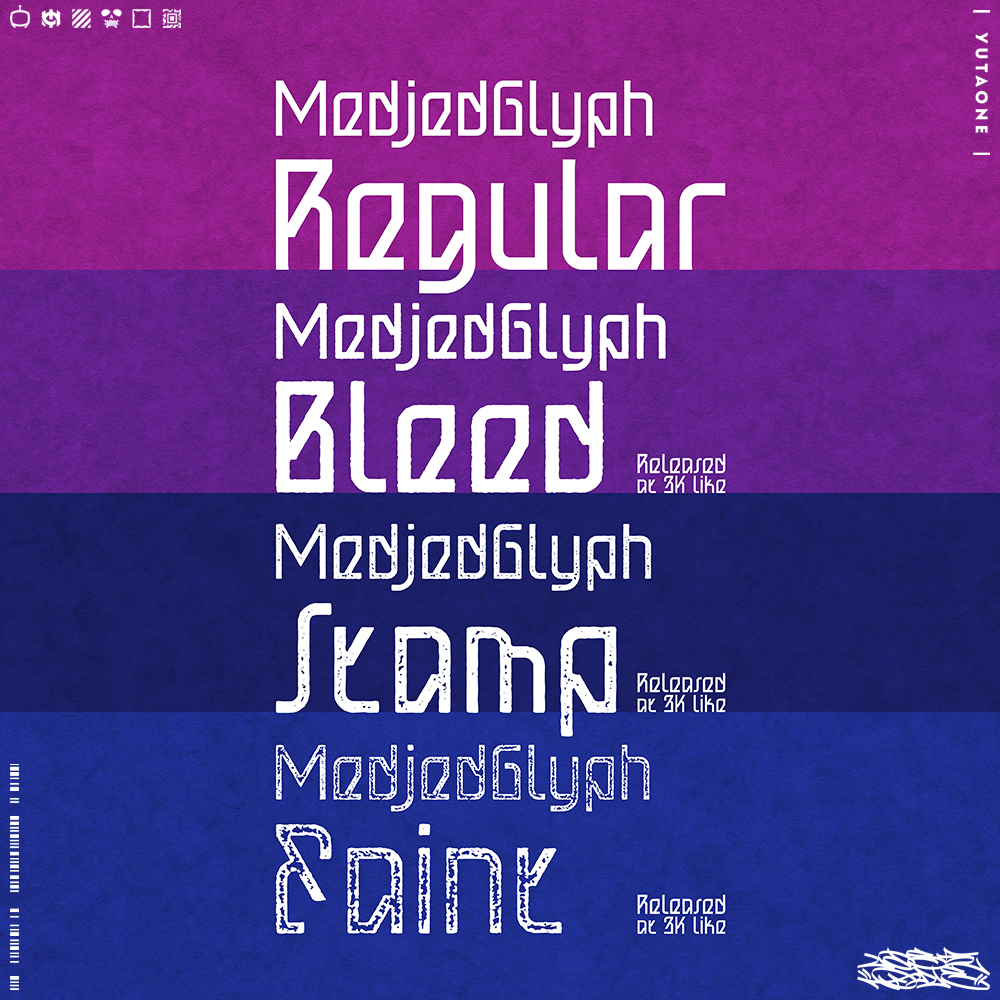 | YUTAONE |
MedjedGlyph
Regular
MedjedGlyph
Bleed
Released
at 3K like
MedjedGlyph
Stamp
Released
at 3K like
MedjedGlyph
Paint
Released
at 3K like